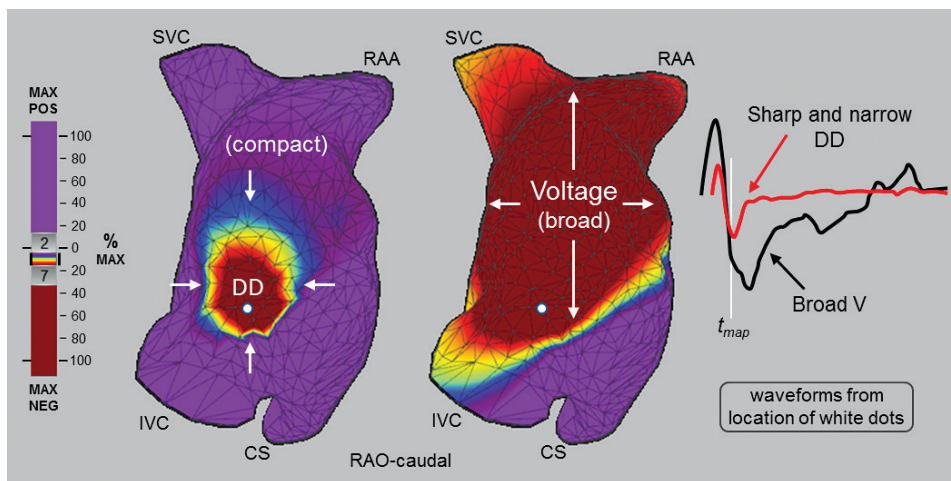 SVC
RAA
(compact)
DD
IVC
CS
RAO-caudal
MAX
POS
100
80
60
40
20
2
0
7
20
40
60
80
100
%
MAX
MAX
NEG
SVC
RAA
Voltage
(broad)
IVC
CS
Sharp and narrow
DD
Broad V
tmap
waveforms from
location of white dots